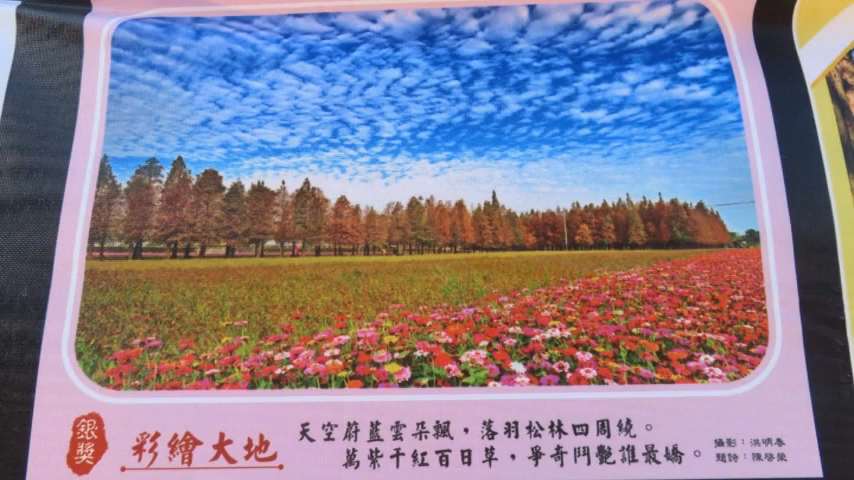 銀獎
彩繪大地
天空蔚藍雲朵飄，落羽松林四周繞。
萬紫千紅百日草，爭奇鬥艷誰最嬌。
攝影：洪明春
題詩：陳啓榮